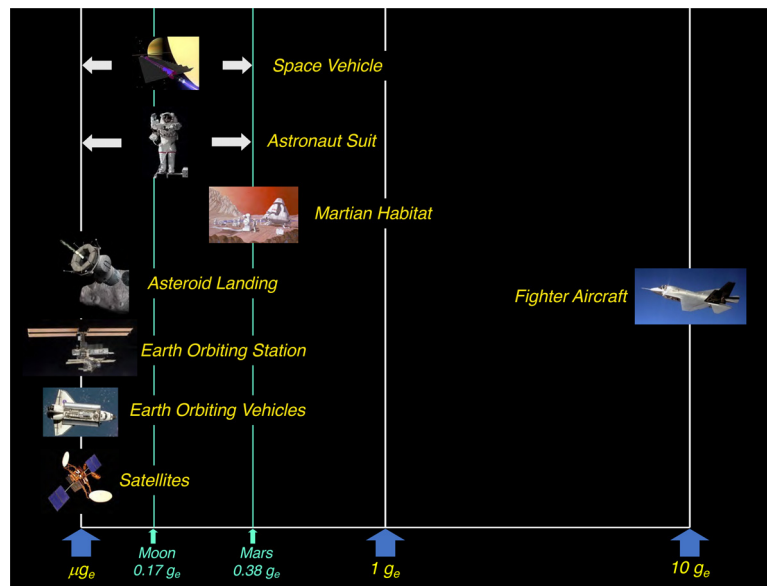 Space Vehicle
Astronaut Suit
Martian Habitat
Asteroid Landing
Fighter Aircraft
Earth Orbiting Station
Earth Orbiting Vehicles
Satellites
μgₑ
Moon
0.17 gₑ
Mars
0.38 gₑ
1 gₑ
10 gₑ